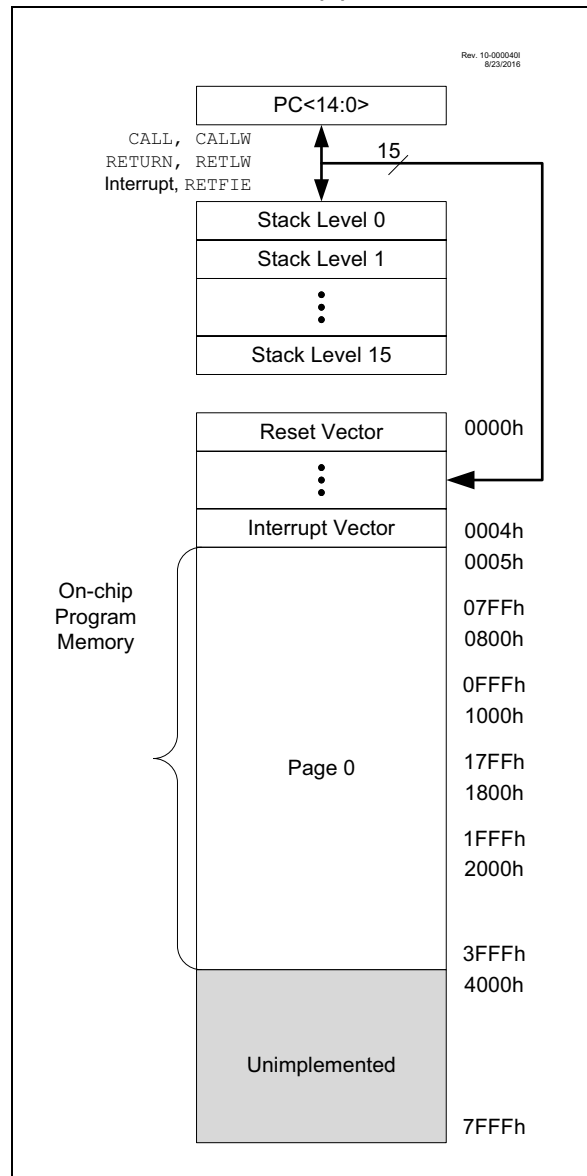 Rev. 10-000040I
8/23/2016
PC<14:0>
CALL, CALLW
RETURN, RETLW
Interrupt, RETFIE
15
Stack Level 0
Stack Level 1
Stack Level 15
Reset Vector
0000h
Interrupt Vector
0004h
0005h
On-chip
Program
Memory
07FFh
0800h
0FFFh
1000h
Page 0
17FFh
1800h
1FFFh
2000h
3FFFh
4000h
Unimplemented
7FFFh